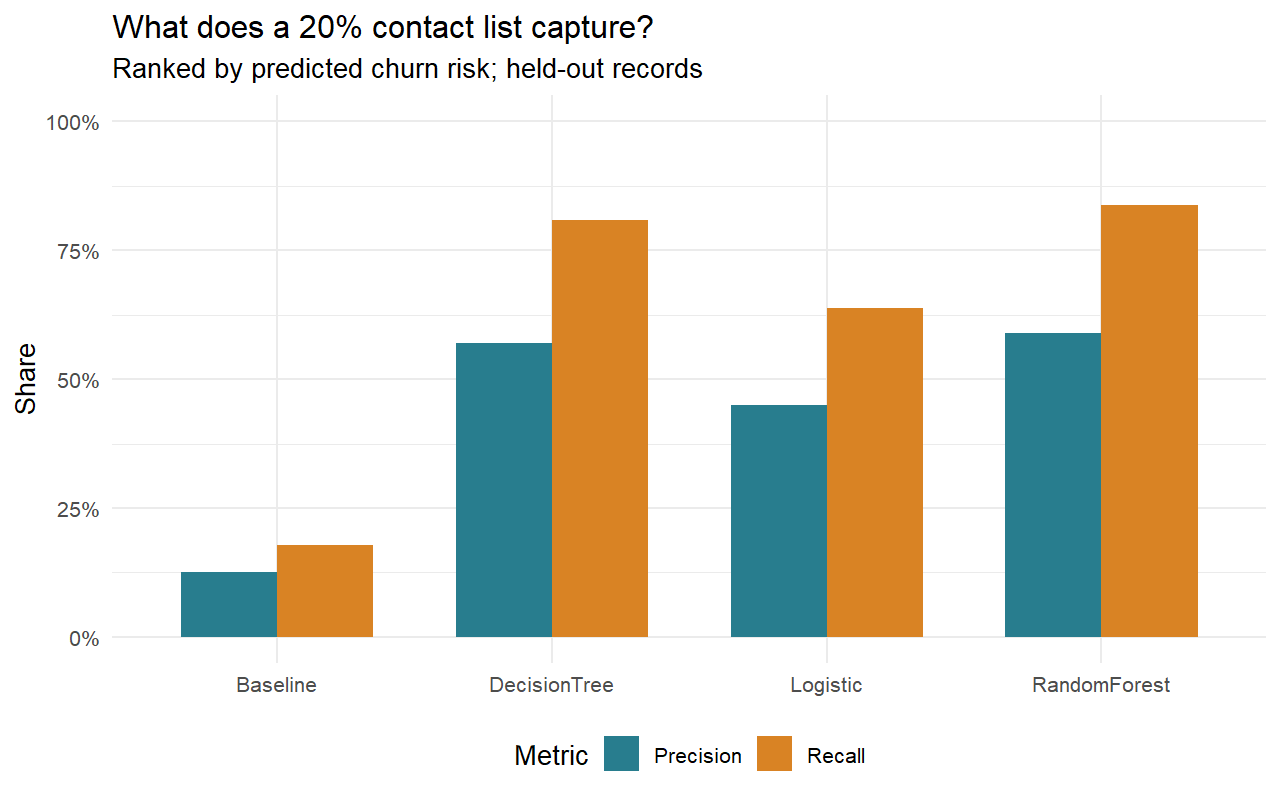 What does a 20% contact list capture?
Ranked by predicted churn risk; held-out records
100%
75%
50%
25%
0%
Share
Baseline DecisionTree Logistic RandomForest
Metric Precision Recall